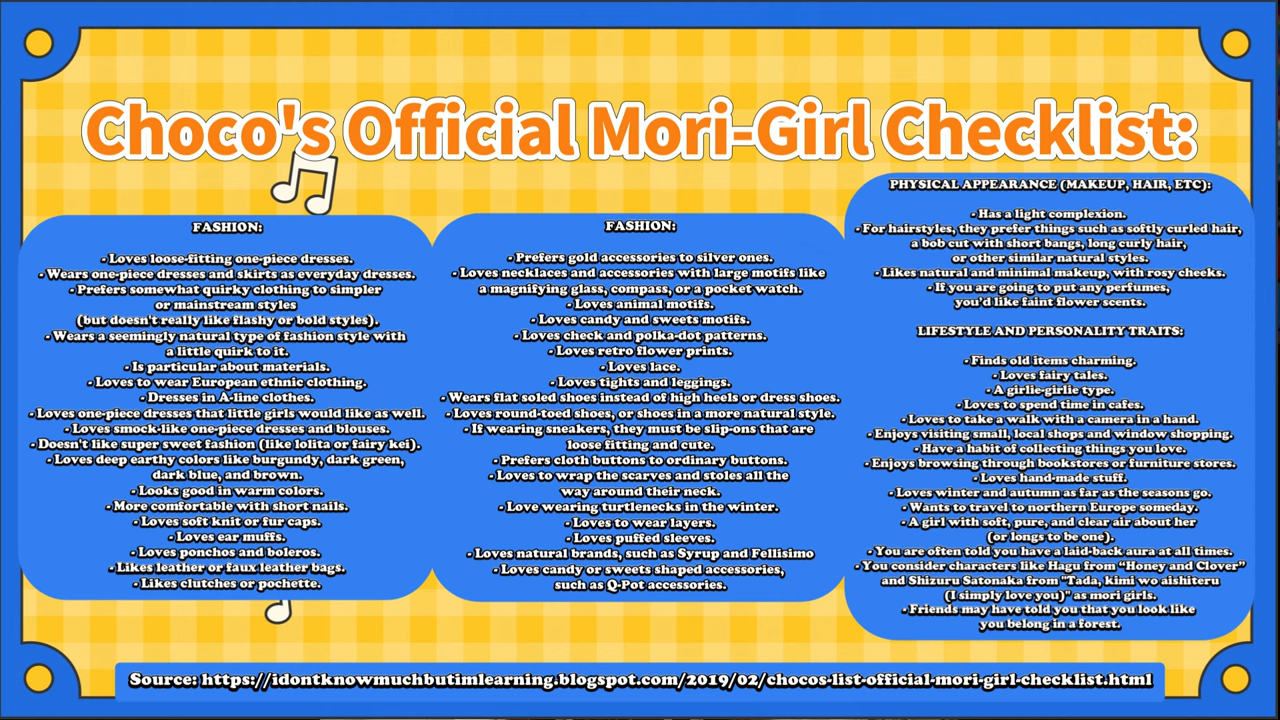 Choco's Official Mori-Girl Checklist:
FASHION:
- Loves loose-fitting one-piece dresses.
- Wears one-piece dresses and skirts as everyday dresses.
- Prefers somewhat quirky clothing to simpler
or mainstream styles
(but doesn't really like flashy or bold styles).
- Wears a seemingly natural type of fashion style with
a little quirk to it.
- Is particular about materials.
- Loves to wear European ethnic clothing.
- Dresses in A-line clothes.
- Loves one-piece dresses that little girls would like as well.
- Loves smock-like one-piece dresses and blouses.
- Doesn't like super sweet fashion (like lolita or fairy kei).
- Loves deep earthy colors like burgundy, dark green,
dark blue, and brown.
- Looks good in warm colors.
- More comfortable with short nails.
- Loves soft knit or fur caps.
- Loves ear muffs.
- Loves ponchos and boleros.
- Likes leather or faux leather bags.
- Likes clutches or pochette.
FASHION:
- Prefers gold accessories to silver ones.
- Loves necklaces and accessories with large motifs like
a magnifying glass, compass, or a pocket watch.
- Loves animal motifs.
- Loves candy and sweets motifs.
- Loves check and polka-dot patterns.
- Loves retro flower prints.
- Loves lace.
- Loves tights and leggings.
- Wears flat soled shoes instead of high heels or dress shoes.
- Loves round-toed shoes, or shoes in a more natural style.
- If wearing sneakers, they must be slip-ons that are
loose fitting and cute.
- Prefers cloth buttons to ordinary buttons.
- Loves to wrap the scarves and stoles all the
way around their neck.
- Love wearing turtlenecks in the winter.
- Loves to wear layers.
- Loves puffed sleeves.
- Loves natural brands, such as Syrup and Fellisimo
- Loves candy or sweets shaped accessories,
such as Q-Pot accessories.
PHYSICAL APPEARANCE (MAKEUP, HAIR, ETC):
- Has a light complexion.
- For hairstyles, they prefer things such as softly curled hair,
a bob cut with short bangs, long curly hair,
or other similar natural styles.
- Likes natural and minimal makeup, with rosy cheeks.
- If you are going to put any perfumes,
you'd like faint flower scents.
LIFESTYLE AND PERSONALITY TRAITS:
- Finds old items charming.
- Loves fairy tales.
- A girlie-girlie type.
- Loves to spend time in cafes.
- Loves to take a walk with a camera in a hand.
- Enjoys visiting small, local shops and window shopping.
- Have a habit of collecting things you love.
- Enjoys browsing through bookstores or furniture stores.
- Loves hand-made stuff.
- Loves winter and autumn as far as the seasons go.
- Wants to travel to northern Europe someday.
- A girl with soft, pure, and clear air about her
(or longs to be one).
- You are often told you have a laid-back aura at all times.
- You consider characters like Hagu from “Honey and Clover”
and Shizuru Satonaka from "Tada, kimi wo aishiteru
(I simply love you)" as mori girls.
- Friends may have told you that you look like
you belong in a forest.
Source: https://idontknowmuchbutimlearning.blogspot.com/2019/02/chocos-list-official-mori-girl-checklist.html